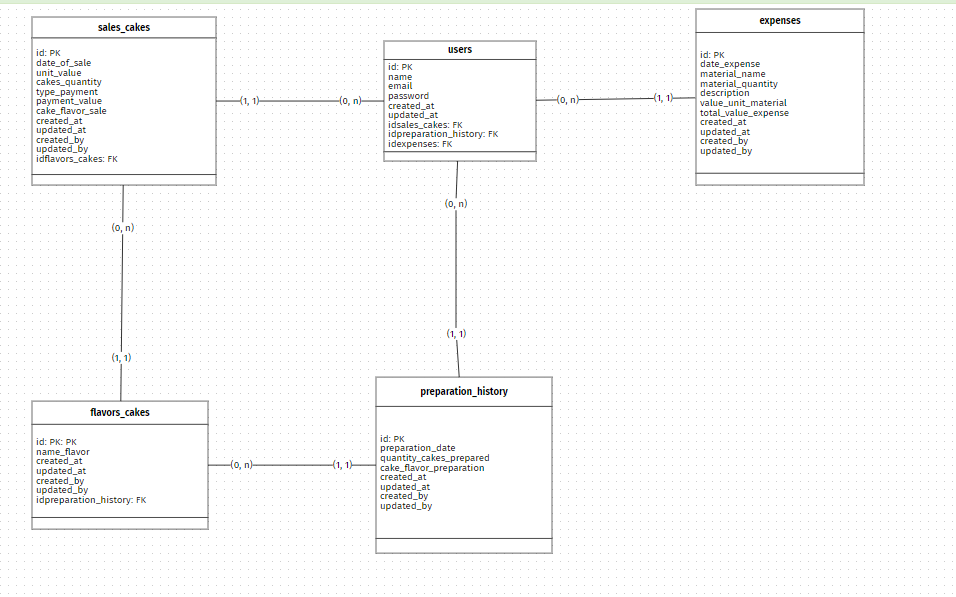 sales_cakes
id: PK
date_of_sale
unit_value
cakes_quantity
type_payment
payment_value
cake_flavor_sale
created_at
updated_at
created_by
updated_by
idflavors_cakes: FK
(1, 1)
(0, n)
users
id: PK
name
email
password
created_at
updated_at
idsales_cakes: FK
idpreparation_history: FK
idexpenses: FK
(0, n)
(1, 1)
expenses
id: PK
date_expense
material_name
material_quantity
description
value_unit_material
total_value_expense
created_at
updated_at
created_by
updated_by
(0, n)
(1, 1)
(0, n)
(1, 1)
flavors_cakes
id: PK: PK
name_flavor
created_at
updated_at
created_by
updated_by
idpreparation_history: FK
(0, n)
(1, 1)
preparation_history
id: PK
preparation_date
quantity_cakes_prepared
cake_flavor_preparation
created_at
updated_at
created_by
updated_by